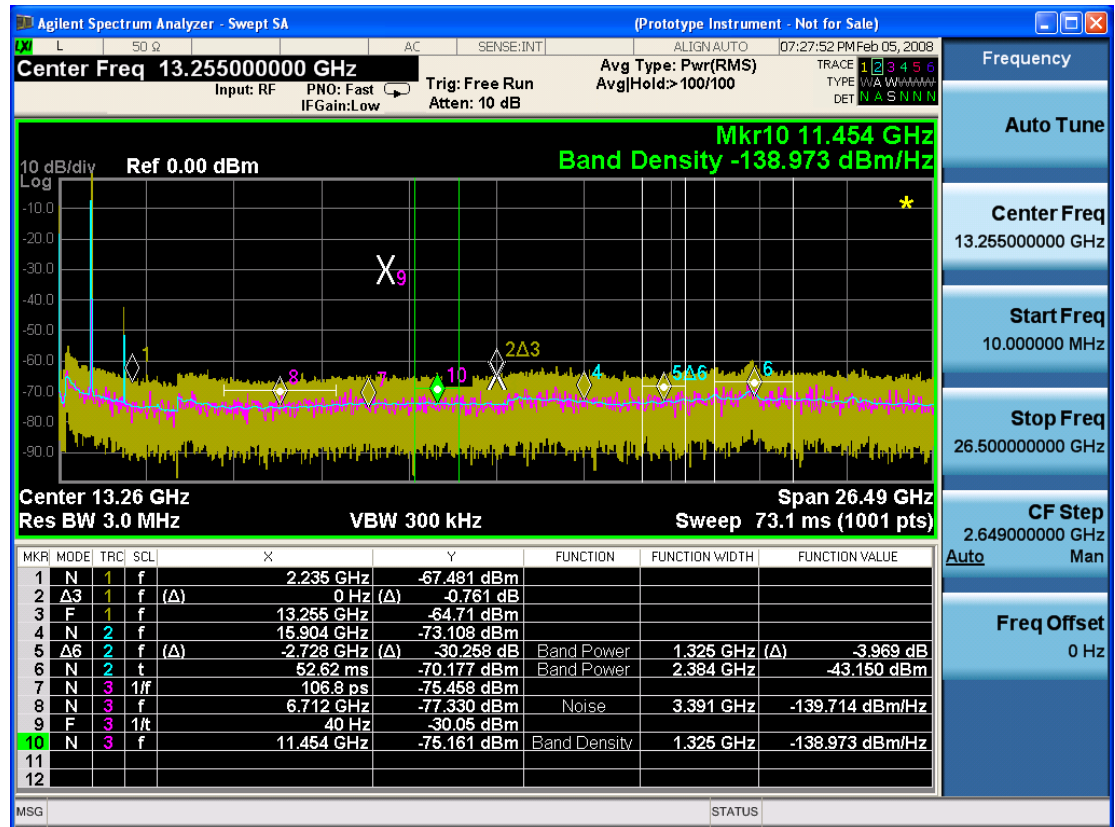 Agilent Spectrum Analyzer - Swept SA (Prototype Instrument - Not for Sale)
LXI L 50 Ω AC SENSE:INT ALIGN AUTO 07:27:52 PM Feb 05, 2008
Center Freq 13.255000000 GHz
Input: RF PNO: Fast IFGain:Low
Trig: Free Run Atten: 10 dB
Avg Type: Pwr(RMS) Avg|Hold:> 100/100
TRACE 1 2 3 4 5 6
TYPE W A W W W W
DET N A S N N N
Mkr10 11.454 GHz
Band Density -138.973 dBm/Hz
10 dB/div Ref 0.00 dBm
Log
-10.0
-20.0
-30.0
-40.0
-50.0
-60.0
-70.0
-80.0
-90.0
*
X9
1
2Δ3
8
7
10
4
5Δ6
6
Center 13.26 GHz Span 26.49 GHz
Res BW 3.0 MHz VBW 300 kHz Sweep 73.1 ms (1001 pts)
MKR MODE TRC SCL X Y FUNCTION FUNCTION WIDTH FUNCTION VALUE
1 N 1 f 2.235 GHz -67.481 dBm
2 Δ3 1 f (Δ) 0 Hz (Δ) -0.761 dB
3 F 1 f 13.255 GHz -64.71 dBm
4 N 2 f 15.904 GHz -73.108 dBm
5 Δ6 2 f (Δ) -2.728 GHz (Δ) -30.258 dB Band Power 1.325 GHz (Δ) -3.969 dB
6 N 2 t 52.62 ms -70.177 dBm Band Power 2.384 GHz -43.150 dBm
7 N 3 1/f 106.8 ps -75.458 dBm
8 N 3 f 6.712 GHz -77.330 dBm Noise 3.391 GHz -139.714 dBm/Hz
9 F 3 1/t 40 Hz -30.05 dBm
10 N 3 f 11.454 GHz -75.161 dBm Band Density 1.325 GHz -138.973 dBm/Hz
11
12
MSG STATUS
Frequency
Auto Tune
Center Freq
13.255000000 GHz
Start Freq
10.000000 MHz
Stop Freq
26.500000000 GHz
CF Step
2.649000000 GHz
Auto Man
Freq Offset
0 Hz